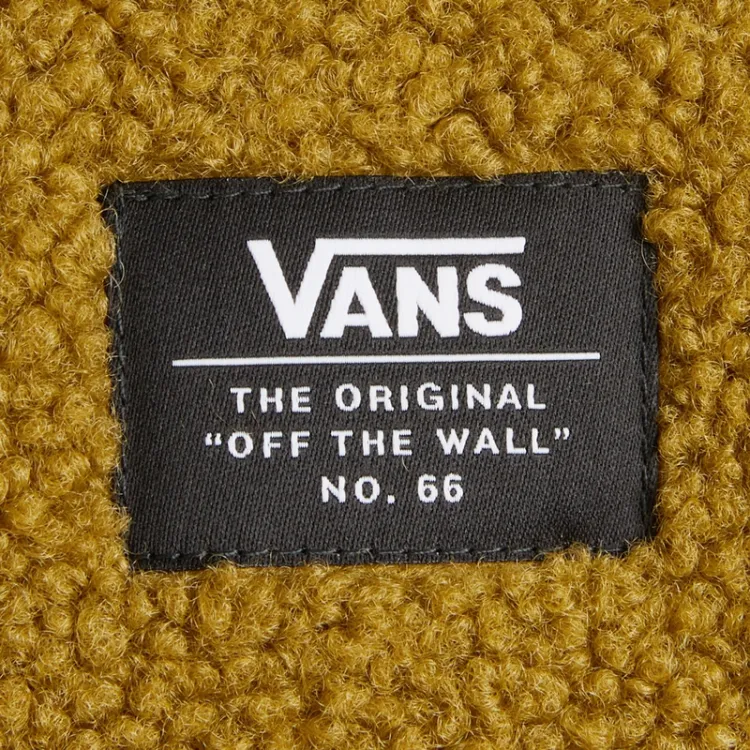 VANS
THE ORIGINAL
“OFF THE WALL”
NO. 66